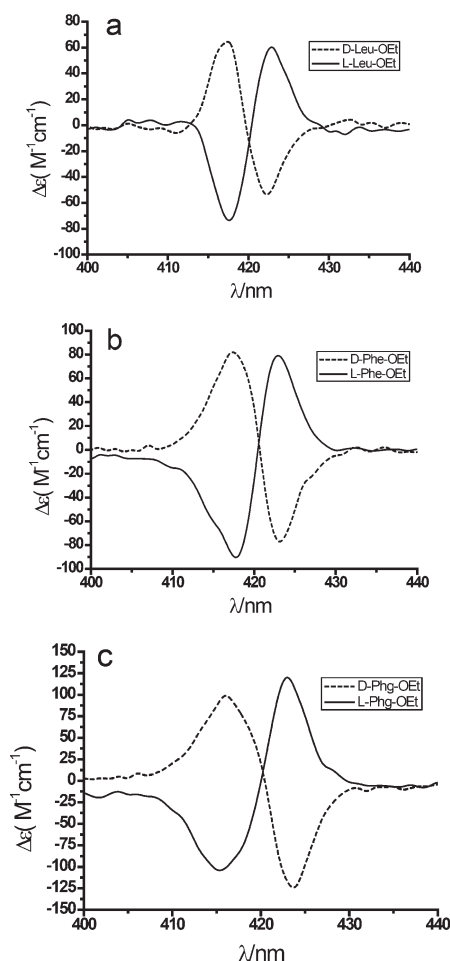 a
80
60
40
20
0
-20
-40
-60
-80
-100
Δε( M⁻¹cm⁻¹)
D-Leu-OEt
L-Leu-OEt
400 410 420 430 440
λ/nm
b
100
80
60
40
20
0
-20
-40
-60
-80
-100
Δε( M⁻¹cm⁻¹)
D-Phe-OEt
L-Phe-OEt
400 410 420 430 440
λ/nm
c
150
125
100
75
50
25
0
-25
-50
-75
-100
-125
-150
Δε( M⁻¹cm⁻¹)
D-Phg-OEt
L-Phg-OEt
400 410 420 430 440
λ/nm